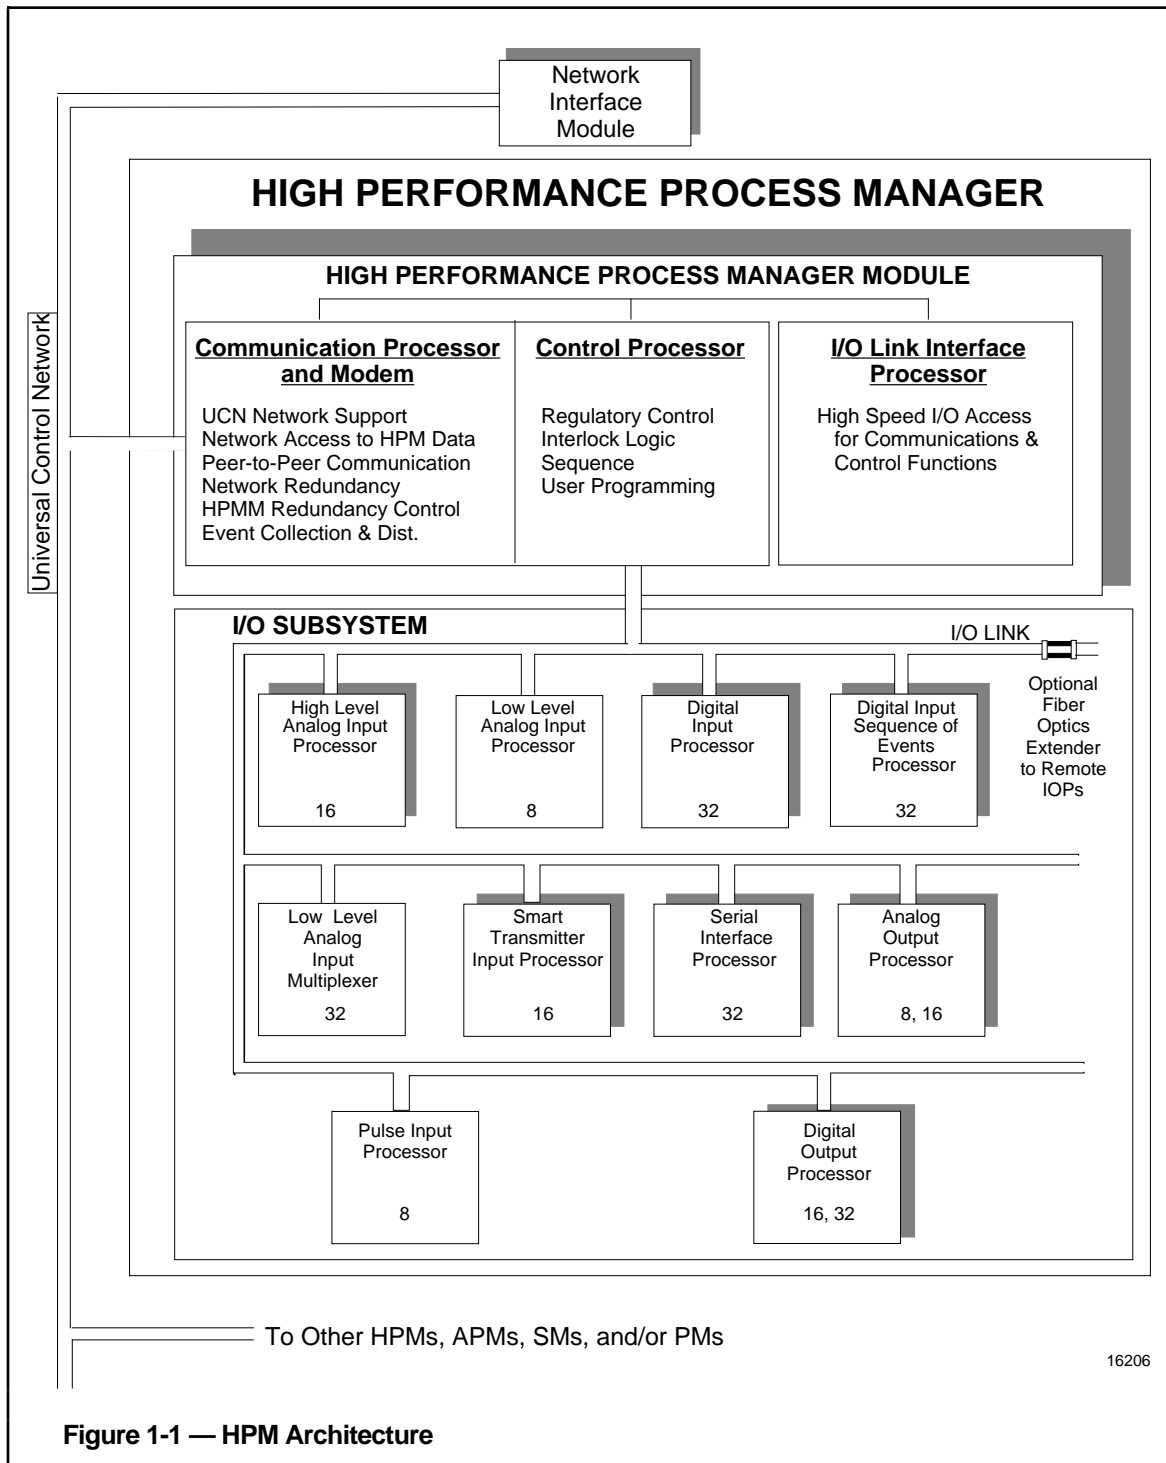 Network
Interface
Module
HIGH PERFORMANCE PROCESS MANAGER
HIGH PERFORMANCE PROCESS MANAGER MODULE
Universal Control Network
Communication Processor
and Modem
UCN Network Support
Network Access to HPM Data
Peer-to-Peer Communication
Network Redundancy
HPMM Redundancy Control
Event Collection & Dist.
Control Processor
Regulatory Control
Interlock Logic
Sequence
User Programming
I/O Link Interface
Processor
High Speed I/O Access
for Communications &
Control Functions
I/O SUBSYSTEM
I/O LINK
High Level
Analog Input
Processor
16
Low Level
Analog Input
Processor
8
Digital
Input
Processor
32
Digital Input
Sequence of
Events
Processor
32
Optional
Fiber
Optics
Extender
to Remote
IOPs
Low Level
Analog
Input
Multiplexer
32
Smart
Transmitter
Input Processor
16
Serial
Interface
Processor
32
Analog
Output
Processor
8, 16
Pulse Input
Processor
8
Digital
Output
Processor
16, 32
To Other HPMs, APMs, SMs, and/or PMs
16206
Figure 1-1 — HPM Architecture